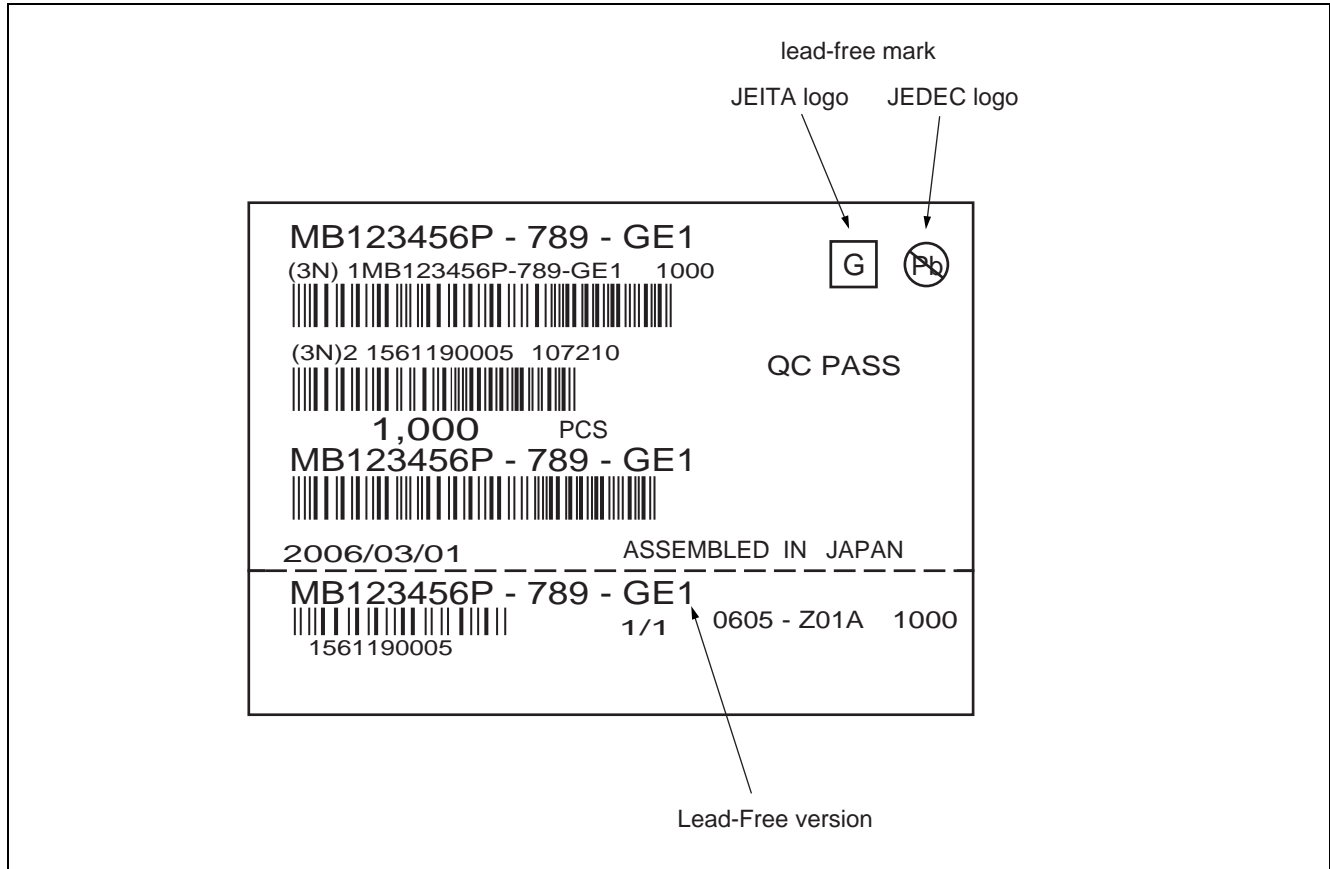 lead-free mark
JEITA logo JEDEC logo
MB123456P - 789 - GE1
(3N) 1MB123456P-789-GE1 1000
G Pb
(3N)2 1561190005 107210
QC PASS
1,000 PCS
MB123456P - 789 - GE1
2006/03/01 ASSEMBLED IN JAPAN
MB123456P - 789 - GE1
1/1 0605 - Z01A 1000
1561190005
Lead-Free version